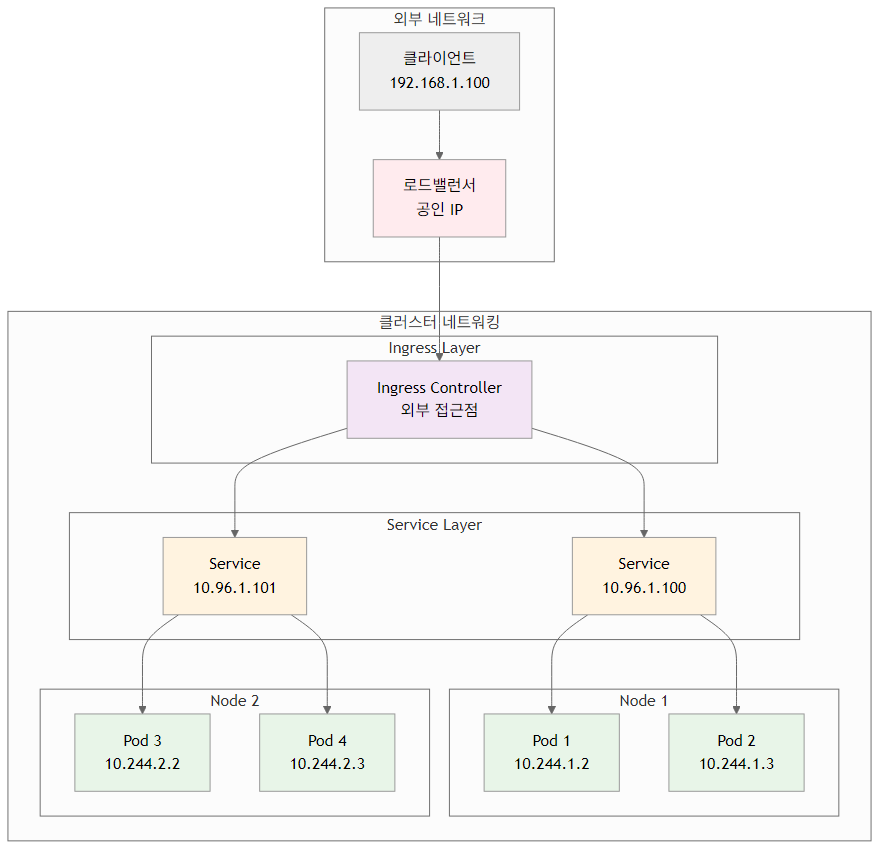 외부 네트워크
클라이언트
192.168.1.100
로드밸런서
공인 IP
클러스터 네트워킹
Ingress Layer
Ingress Controller
외부 접근점
Service Layer
Service
10.96.1.101
Service
10.96.1.100
Node 2
Pod 3
10.244.2.2
Pod 4
10.244.2.3
Node 1
Pod 1
10.244.1.2
Pod 2
10.244.1.3